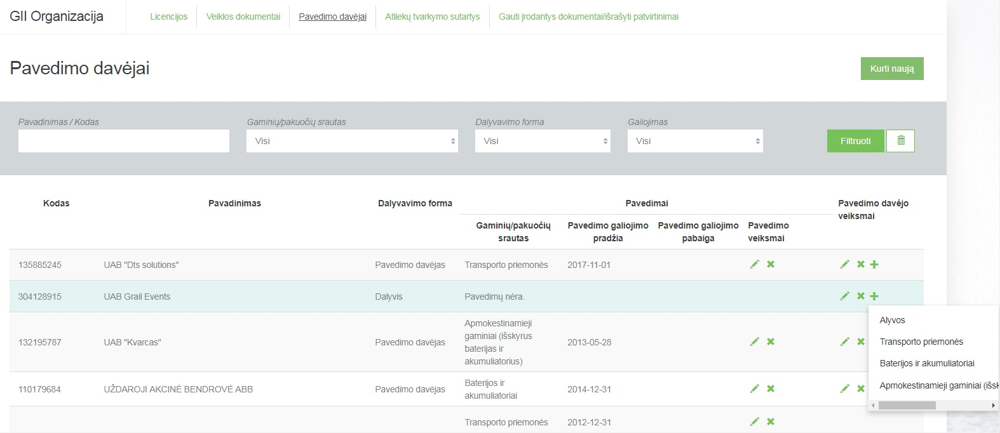 GII Organizacija
Licencijos
Veiklos dokumentai
Pavedimo davėjai
Atliekų tvarkymo sutartys
Gauti įrodantys dokumentai/išrašyti patvirtinimai
Pavedimo davėjai
Kurti naują
Pavadinimas / Kodas
Gaminių/pakuočių srautas
Dalyvavimo forma
Galiojimas
Visi
Visi
Visi
Filtruoti
Kodas
Pavadinimas
Dalyvavimo forma
Pavedimai
Pavedimo davėjo
veiksmai
Gaminių/pakuočių
srautas
Pavedimo galiojimo
pradžia
Pavedimo galiojimo
pabaiga
Pavedimo
veiksmai
135885245
UAB "Dts solutions"
Pavedimo davėjas
Transporto priemonės
2017-11-01
304128915
UAB Grail Events
Dalyvis
Pavedimų nėra.
132195787
UAB "Kvarcas"
Pavedimo davėjas
Apmokestinamieji
gaminiai (išskyrus
baterijas ir
akumuliatorius)
2013-05-28
110179684
UŽDAROJI AKCINĖ BENDROVĖ ABB
Pavedimo davėjas
Baterijos ir
akumuliatoriai
2014-12-31
Transporto priemonės
2012-12-31
Alyvos
Transporto priemonės
Baterijos ir akumuliatoriai
Apmokestinamieji gaminiai (išsk